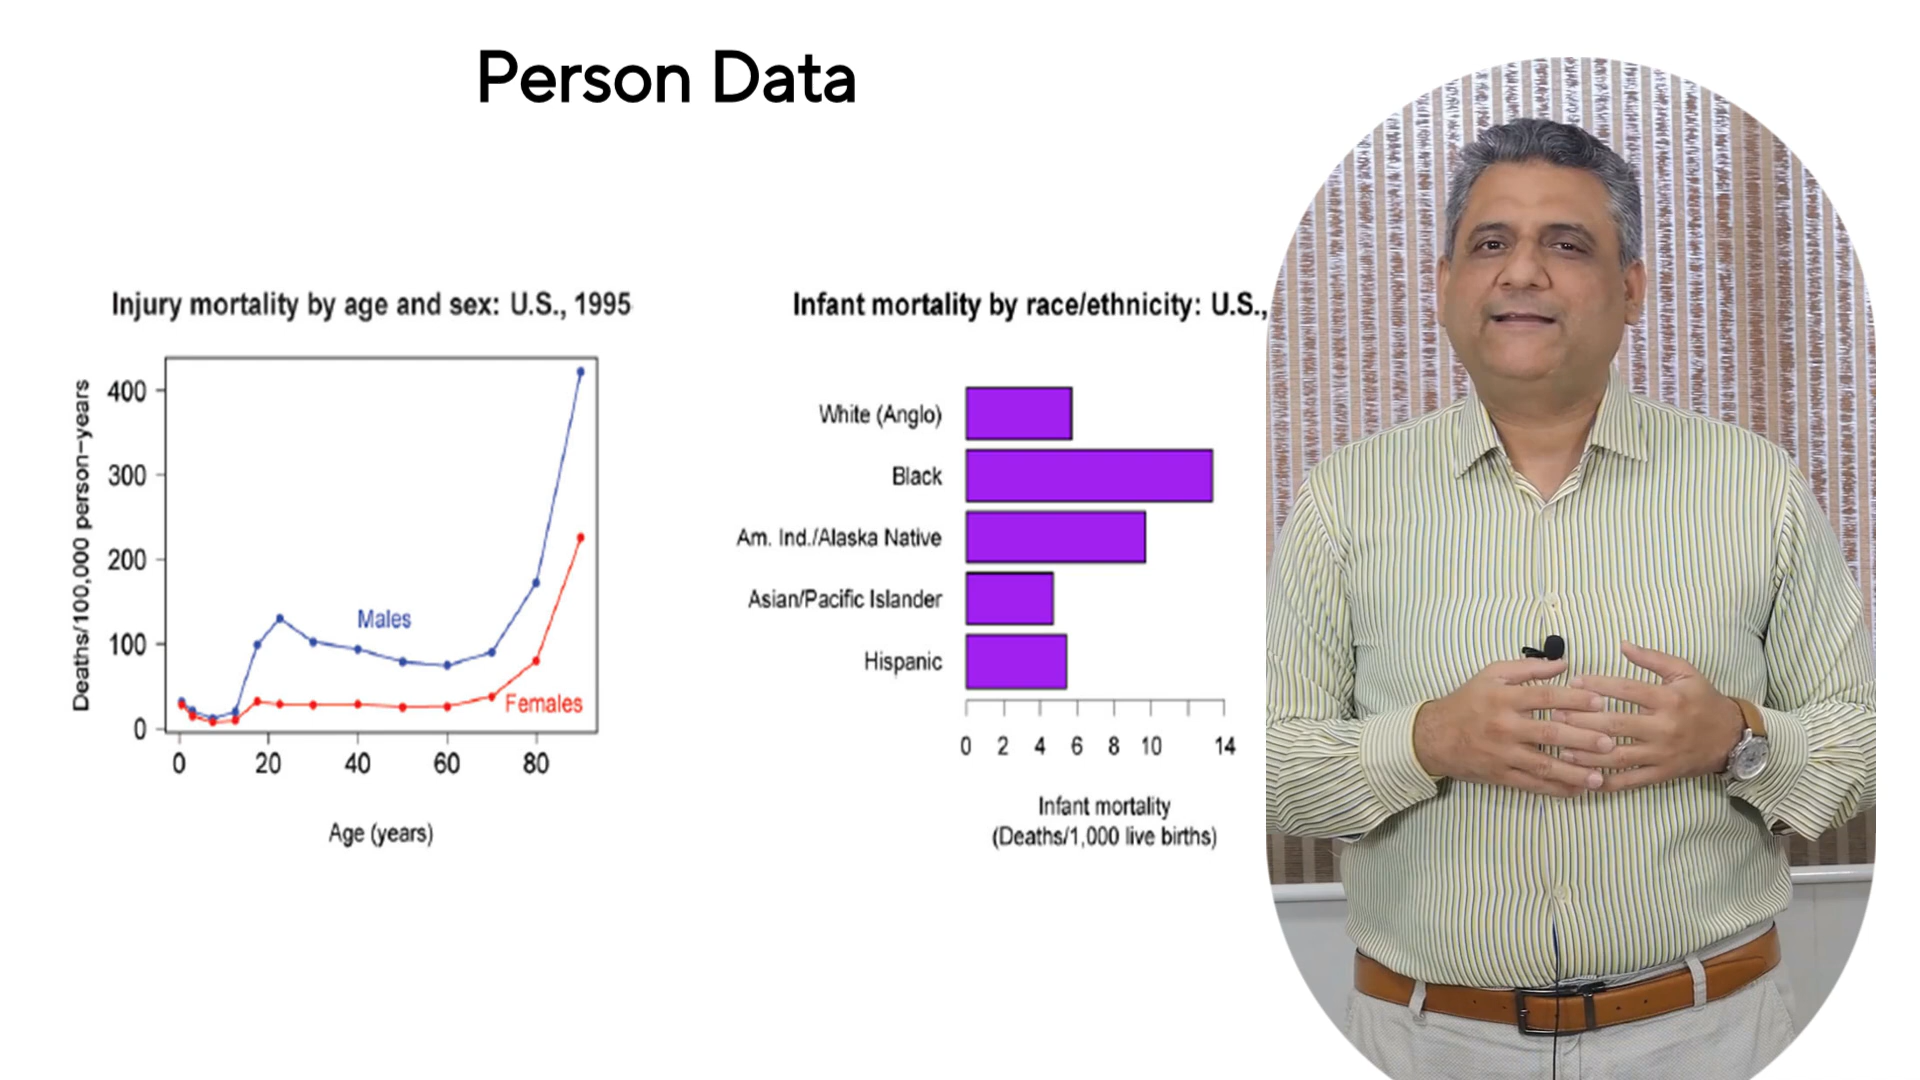 Person Data
Injury mortality by age and sex: U.S., 1995
Deaths/100,000 person-years
400
300
200
100
0
Males
Females
0 20 40 60 80
Age (years)
Infant mortality by race/ethnicity: U.S.,
White (Anglo)
Black
Am. Ind./Alaska Native
Asian/Pacific Islander
Hispanic
0 2 4 6 8 10 14
Infant mortality
(Deaths/1,000 live births)